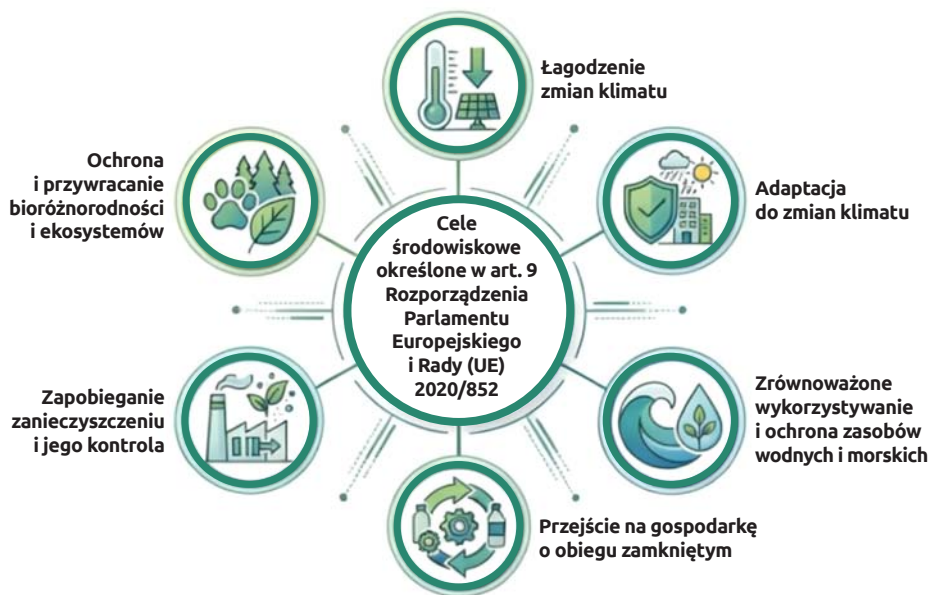 Łagodzenie
zmian klimatu
Ochrona
i przywracanie
bioróżnorodności
i ekosystemów
Adaptacja
do zmian klimatu
Cele
środowiskowe
określone w art. 9
Rozporządzenia
Parlamentu
Europejskiego
i Rady (UE)
2020/852
Zapobieganie
zanieczyszczeniu
i jego kontrola
Zrównoważone
wykorzystywanie
i ochrona zasobów
wodnych i morskich
Przejście na gospodarkę
o obiegu zamkniętym